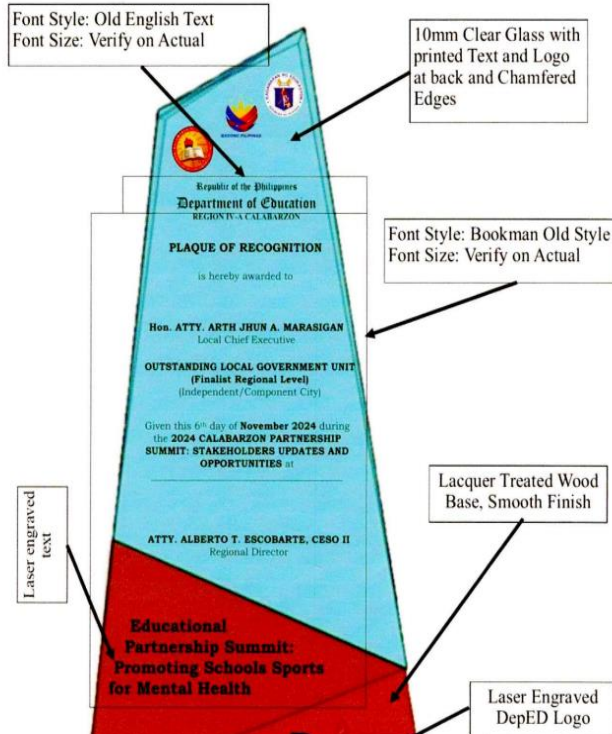 Font Style: Old English Text
Font Size: Verify on Actual
10mm Clear Glass with
printed Text and Logo
at back and Chamfered
Edges
BAGONG PILIPINAS
Republic of the Philippines
Department of Education
REGION IV-A CALABARZON
PLAQUE OF RECOGNITION
is hereby awarded to
Font Style: Bookman Old Style
Font Size: Verify on Actual
Hon. ATTY. ARTH JHUN A. MARASIGAN
Local Chief Executive
OUTSTANDING LOCAL GOVERNMENT UNIT
(Finalist Regional Level)
(Independent/Component City)
Given this 6th day of November 2024 during
the 2024 CALABARZON PARTNERSHIP
SUMMIT: STAKEHOLDERS UPDATES AND
OPPORTUNITIES at
Lacquer Treated Wood
Base, Smooth Finish
Laser engraved
text
ATTY. ALBERTO T. ESCOBARTE, CESO II
Regional Director
Educational
Partnership Summit:
Promoting Schools Sports
for Mental Health
Laser Engraved
DepED Logo